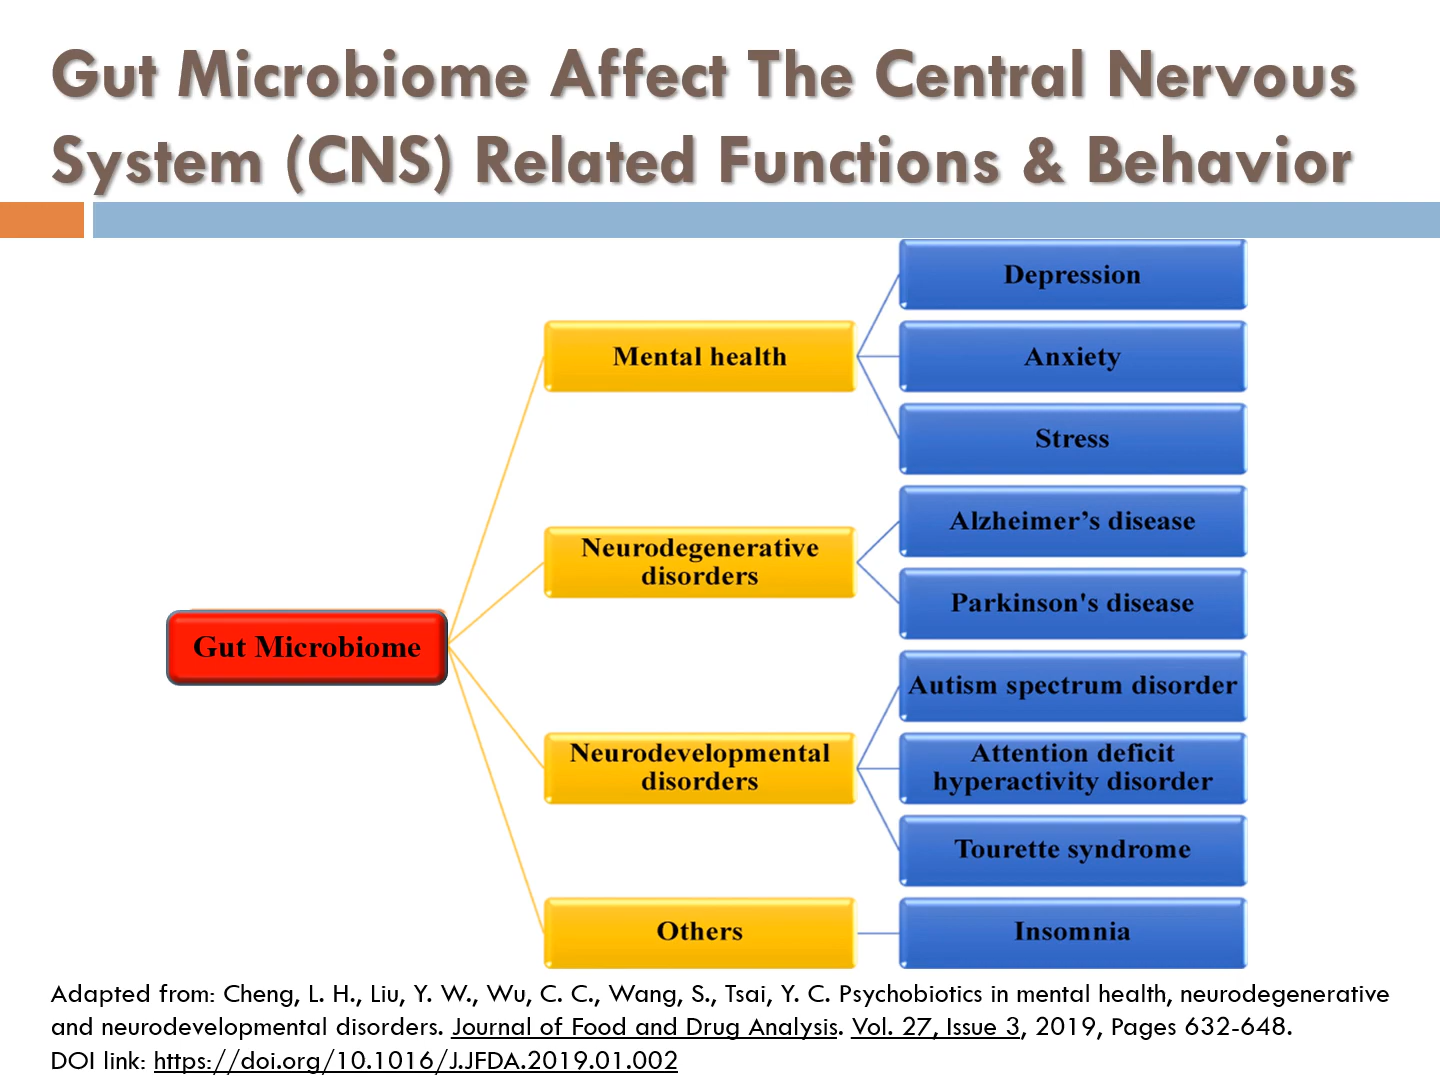 Gut Microbiome Affect The Central Nervous
System (CNS) Related Functions & Behavior
Depression
Mental health
Anxiety
Stress
Alzheimer’s disease
Neurodegenerative
disorders
Parkinson's disease
Gut Microbiome
Autism spectrum disorder
Neurodevelopmental
disorders
Attention deficit
hyperactivity disorder
Tourette syndrome
Others
Insomnia
Adapted from: Cheng, L. H., Liu, Y. W., Wu, C. C., Wang, S., Tsai, Y. C. Psychobiotics in mental health, neurodegenerative
and neurodevelopmental disorders. Journal of Food and Drug Analysis. Vol. 27, Issue 3, 2019, Pages 632-648.
DOI link: https://doi.org/10.1016/J.JFDA.2019.01.002